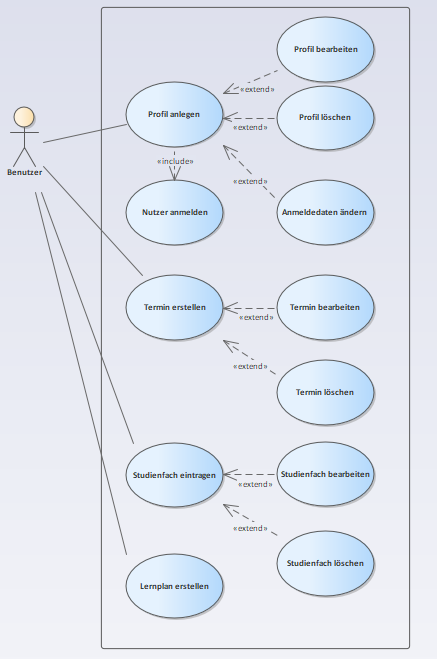 Profil bearbeiten
«extend»
Profil anlegen
Profil löschen
«extend»
«include»
Benutzer
«extend»
Nutzer anmelden
Anmeldedaten ändern
Termin erstellen
Termin bearbeiten
«extend»
«extend»
Termin löschen
Studienfach eintragen
Studienfach bearbeiten
«extend»
«extend»
Studienfach löschen
Lernplan erstellen